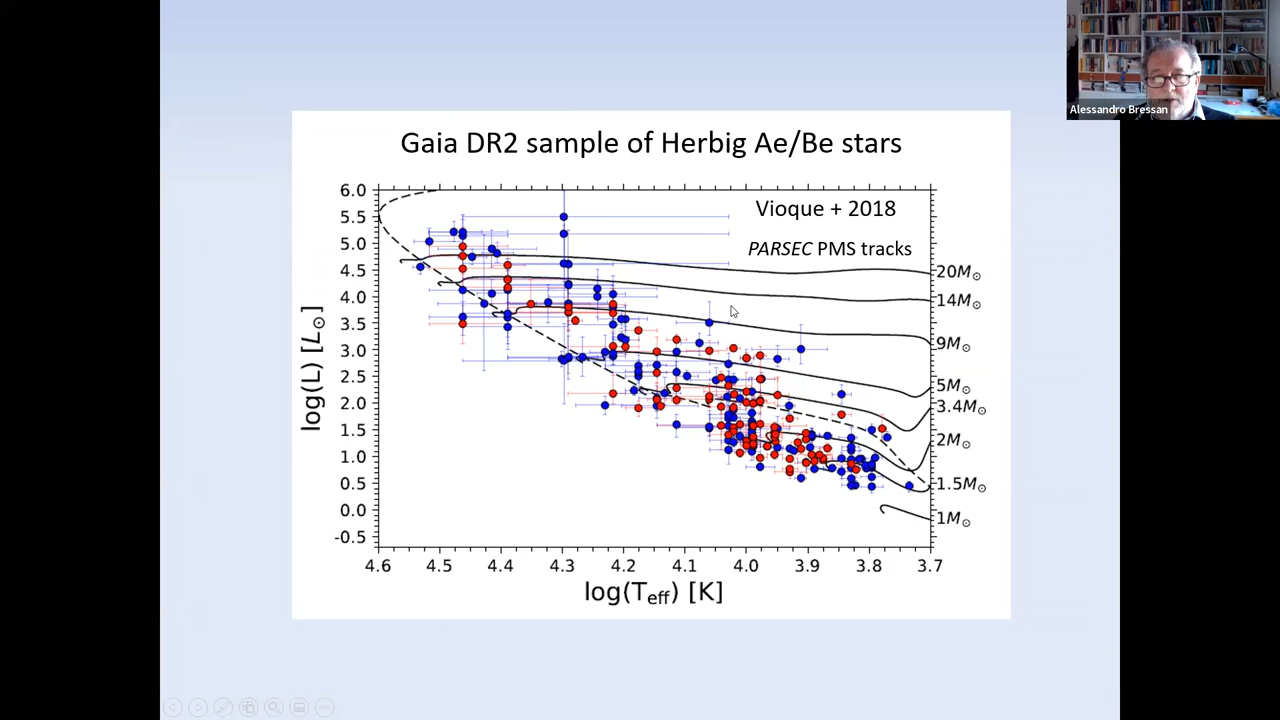 Alessandro Bressan
Gaia DR2 sample of Herbig Ae/Be stars
Vioque + 2018
PARSEC PMS tracks
6.0
5.5
5.0
4.5
4.0
3.5
3.0
2.5
2.0
1.5
1.0
0.5
0.0
-0.5
log(L) [L⊙]
20M⊙
14M⊙
9M⊙
5M⊙
3.4M⊙
2M⊙
1.5M⊙
1M⊙
4.6 4.5 4.4 4.3 4.2 4.1 4.0 3.9 3.8 3.7
log(Teff) [K]